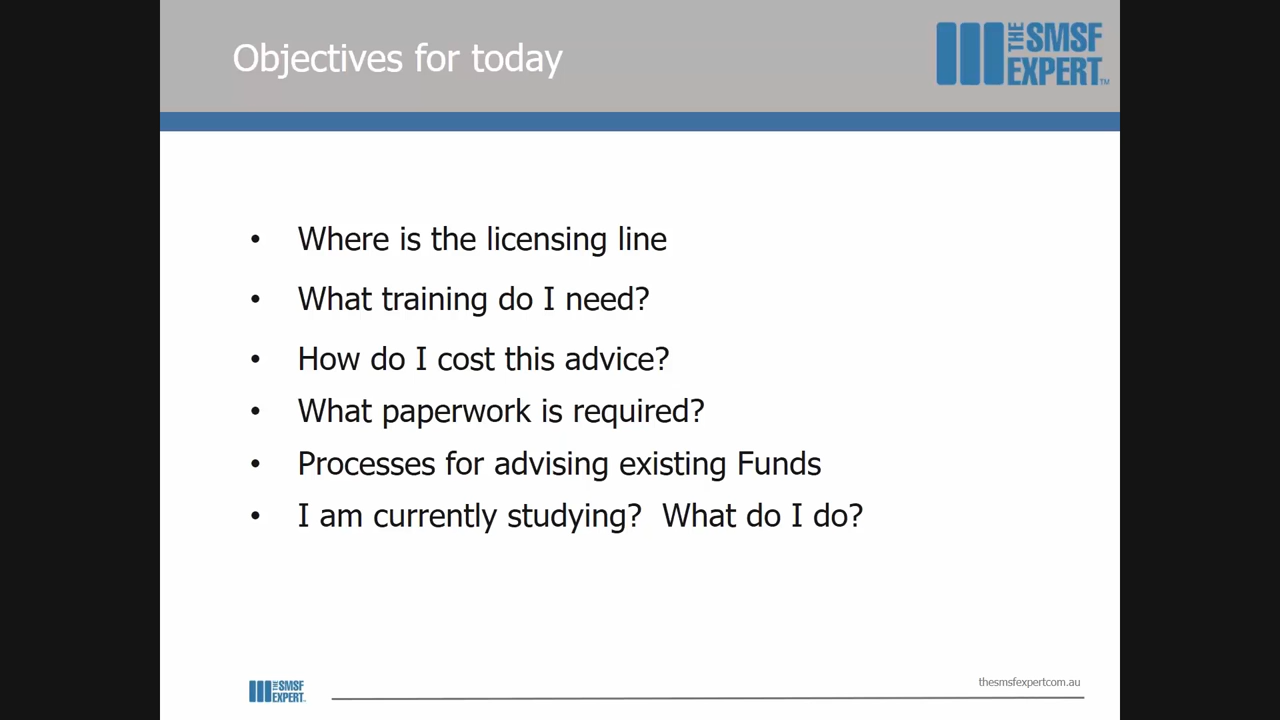 Objectives for today
THE SMSF
EXPERT™
• Where is the licensing line
• What training do I need?
• How do I cost this advice?
• What paperwork is required?
• Processes for advising existing Funds
• I am currently studying?  What do I do?
THE SMSF
EXPERT
thesmsfexpertcom.au